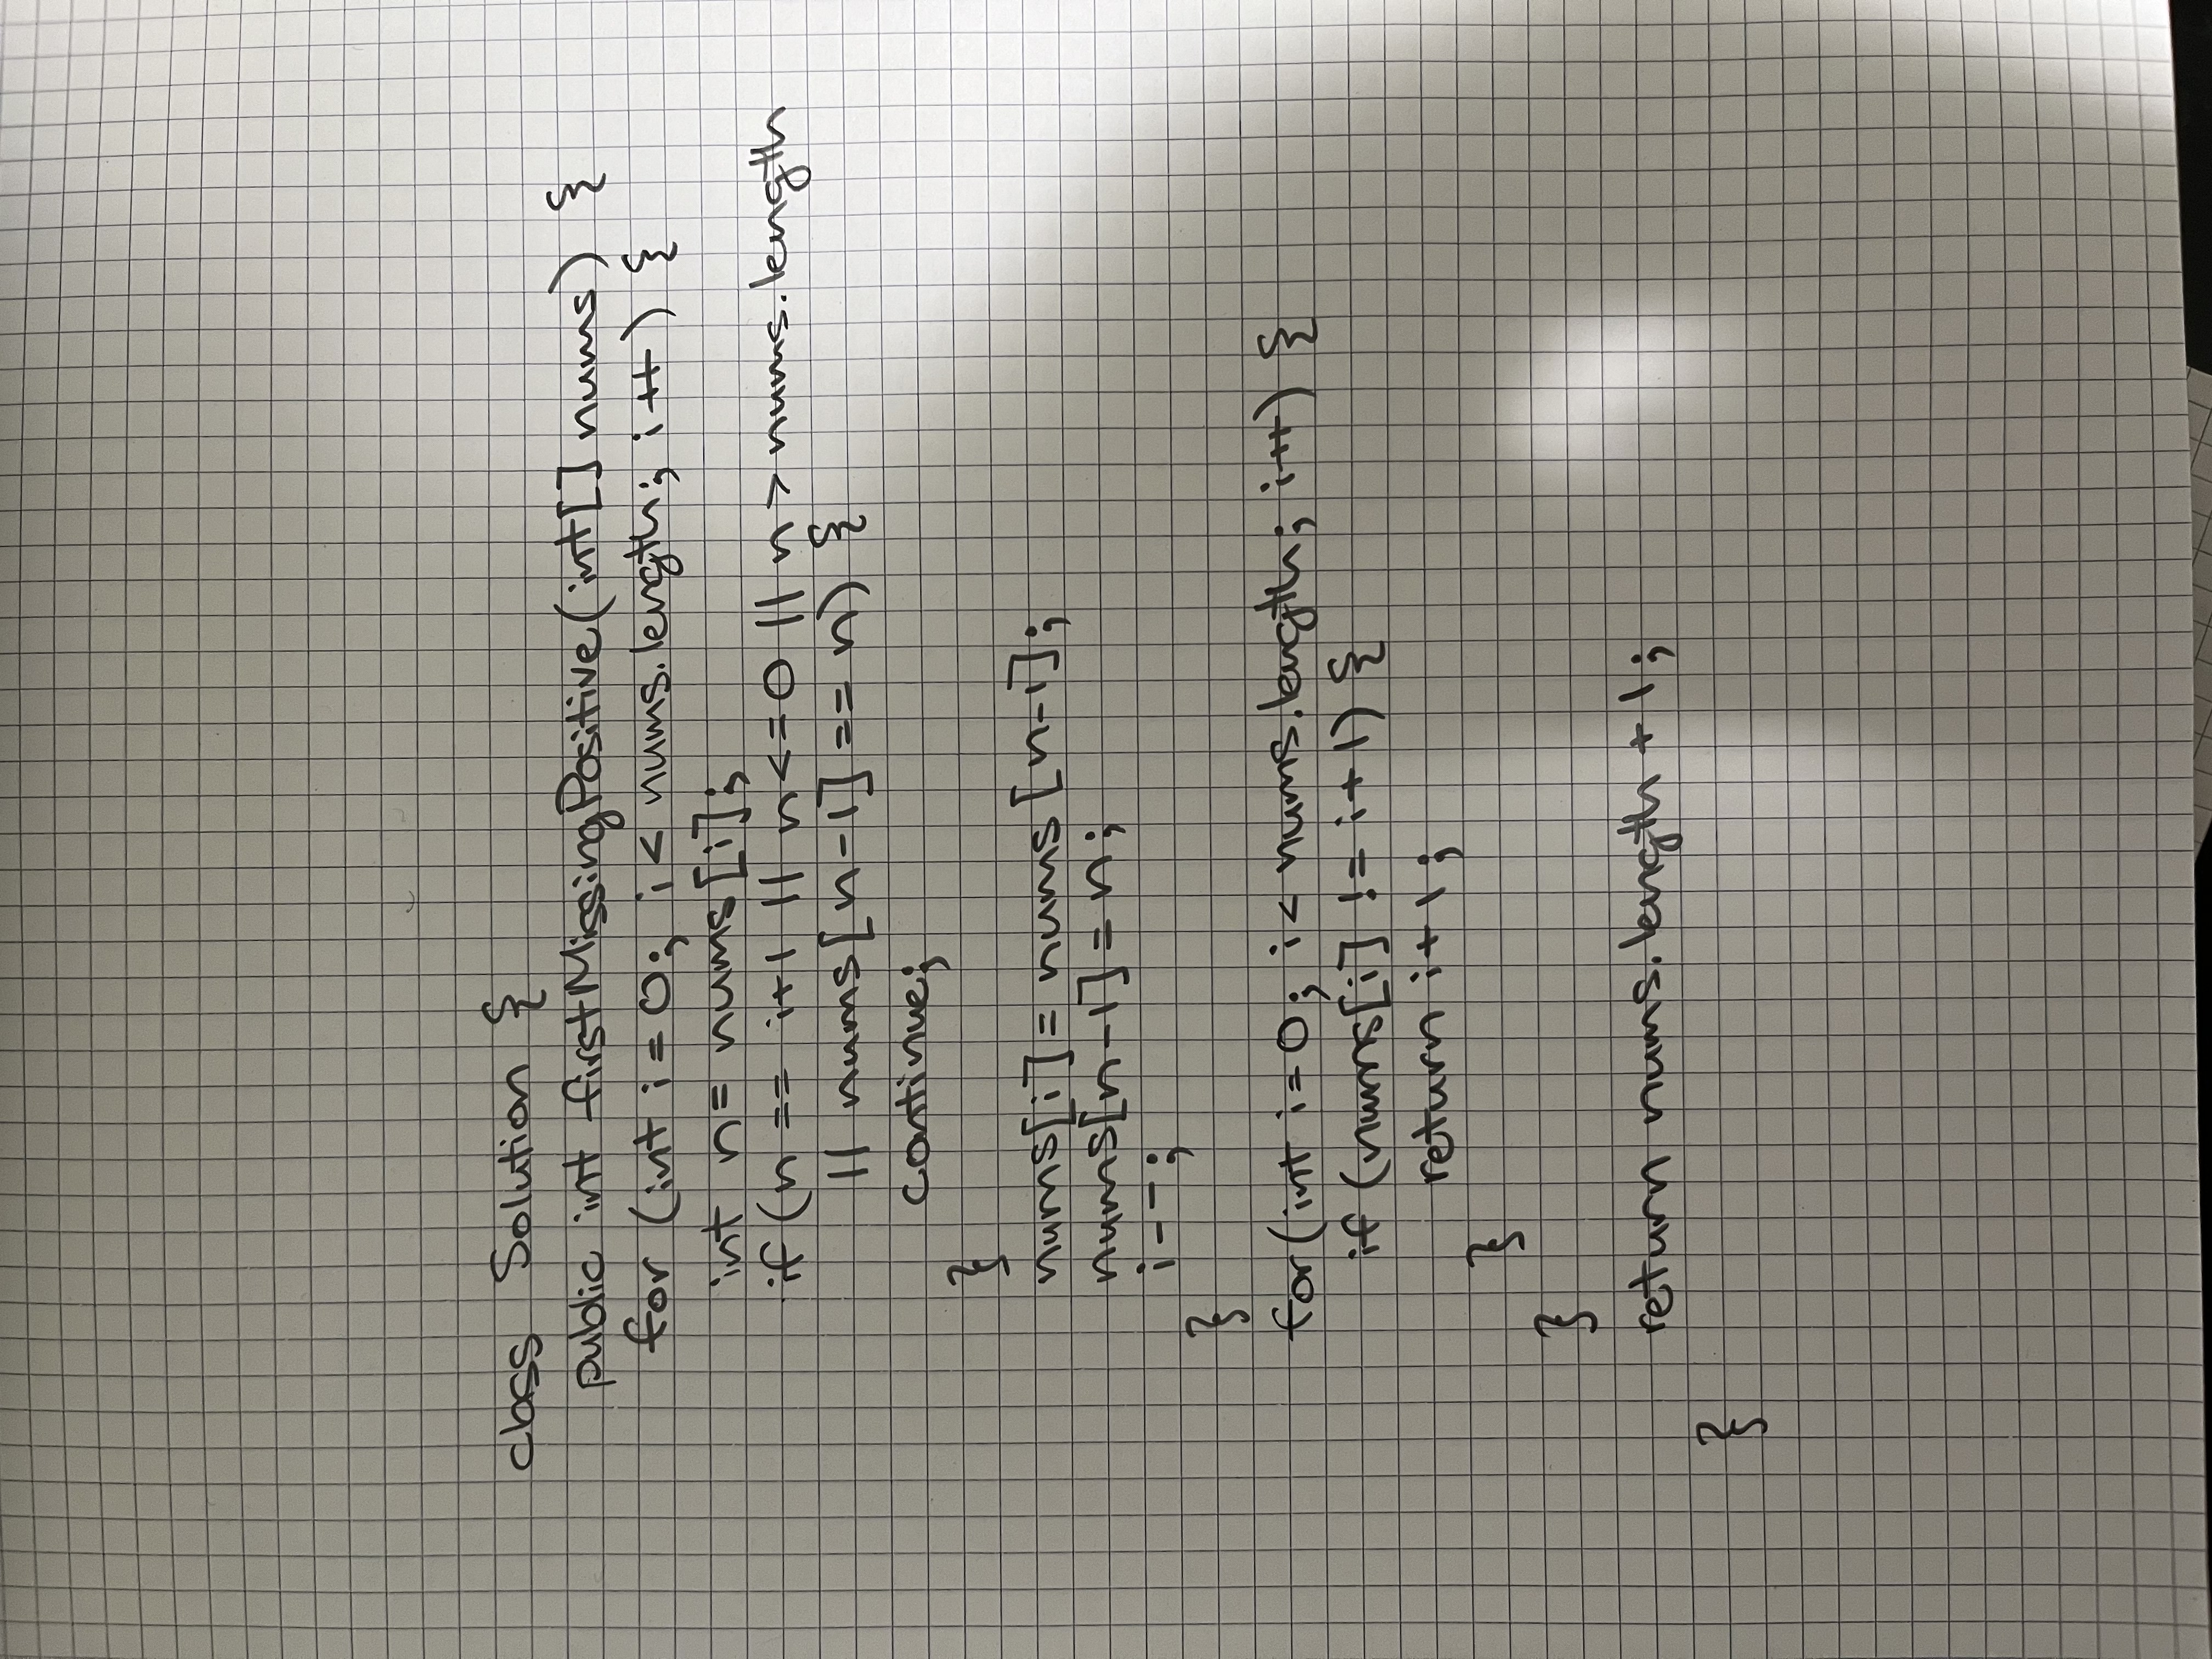 class Solution {
public int firstMissingPositive(int[] nums) {
for (int i = 0; i < nums.length; i++) {
int n = nums[i];
if (n == i+1 || n <= 0 || n > nums.length
|| nums[n-1] == n) {
continue;
}
nums[i] = nums[n-1];
nums[n-1] = n;
i--;
}
for (int i = 0; i < nums.length; i++) {
if (nums[i] != i+1) {
return i+1;
}
}
return nums.length + 1;
}